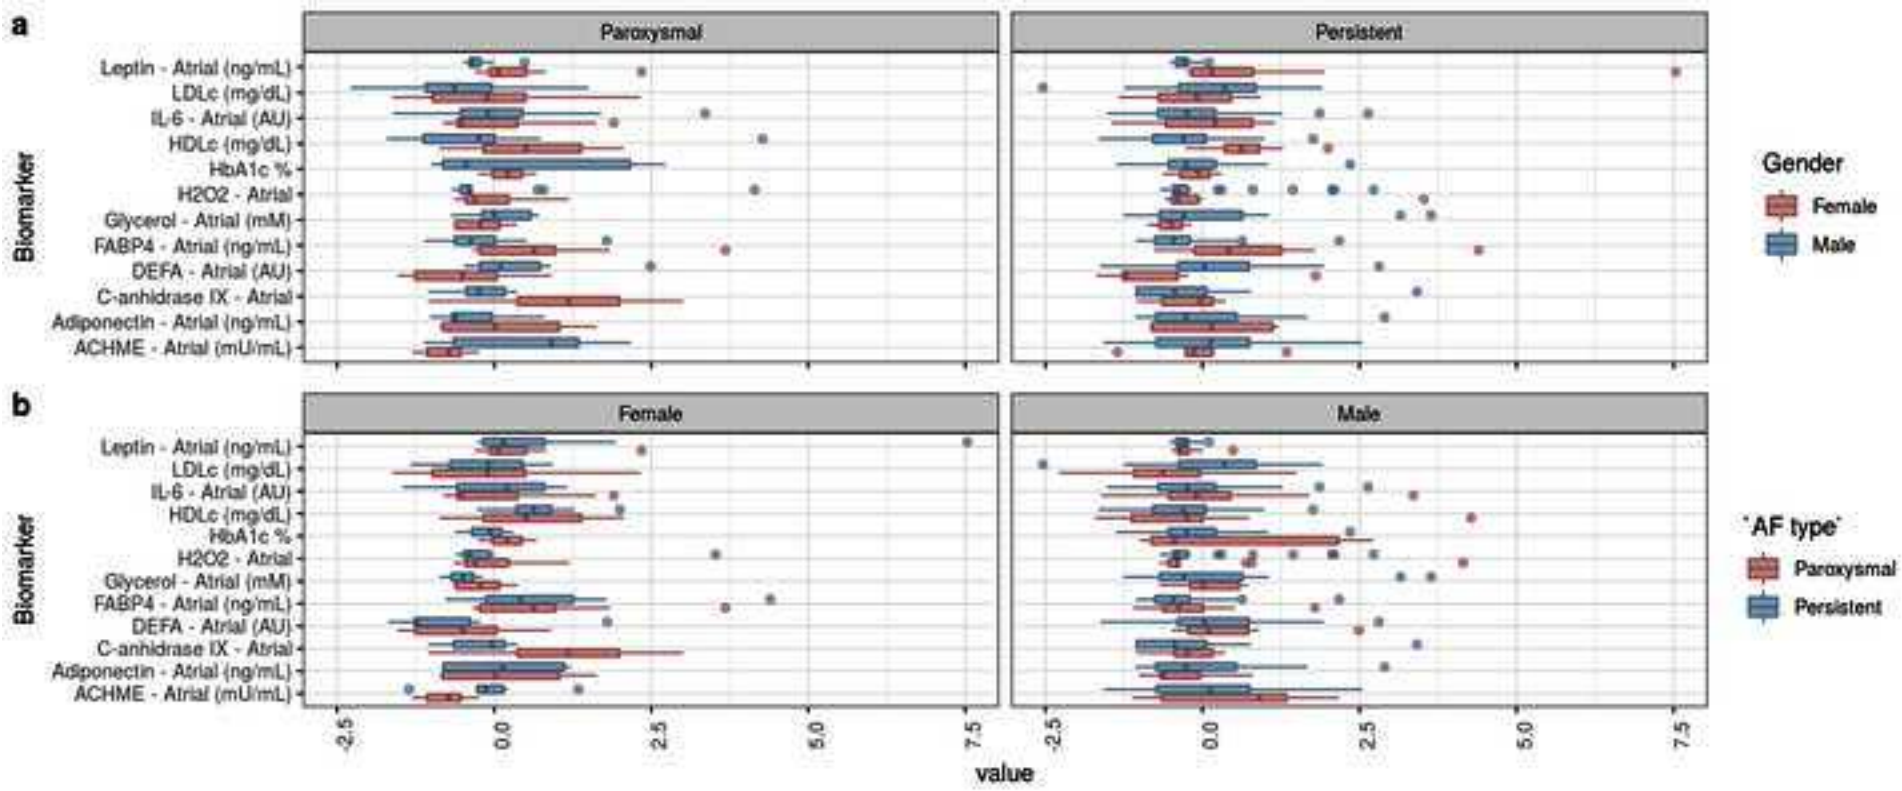 a
Paroxysmal
Persistent
Leptin - Atrial (ng/mL)
LDLc (mg/dL)
IL-6 - Atrial (AU)
HDLc (mg/dL)
HbA1c %
H2O2 - Atrial
Glycerol - Atrial (mM)
FABP4 - Atrial (ng/mL)
DEFA - Atrial (AU)
C-anhidrase IX - Atrial
Adiponectin - Atrial (ng/mL)
ACHME - Atrial (mU/mL)
Biomarker
Gender
Female
Male
b
Female
Male
Leptin - Atrial (ng/mL)
LDLc (mg/dL)
IL-6 - Atrial (AU)
HDLc (mg/dL)
HbA1c %
H2O2 - Atrial
Glycerol - Atrial (mM)
FABP4 - Atrial (ng/mL)
DEFA - Atrial (AU)
C-anhidrase IX - Atrial
Adiponectin - Atrial (ng/mL)
ACHME - Atrial (mU/mL)
Biomarker
`AF type`
Paroxysmal
Persistent
-2.5 0.0 2.5 5.0 7.5
-2.5 0.0 2.5 5.0 7.5
value